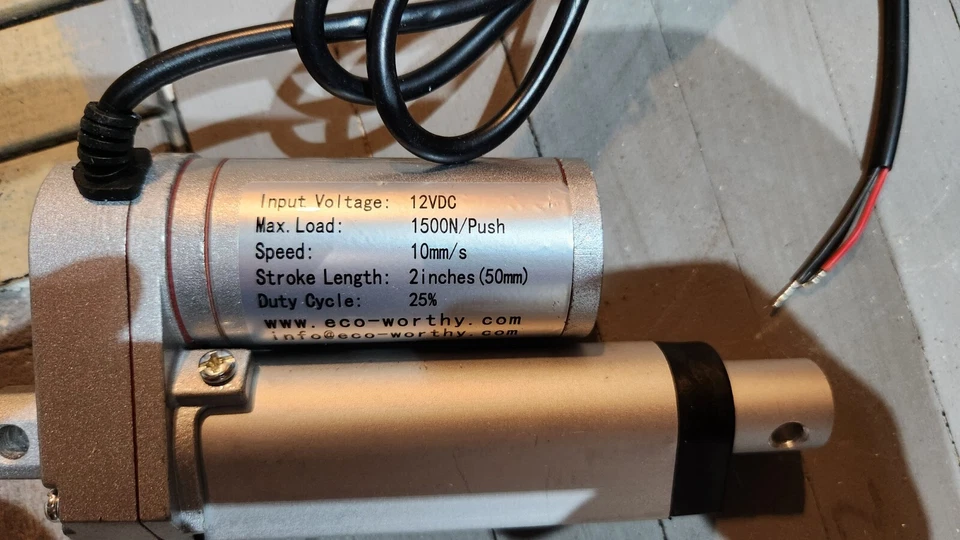 Input Voltage: 12VDC
Max.Load: 1500N/Push
Speed: 10mm/s
Stroke Length: 2inches(50mm)
Duty Cycle: 25%
www.eco-worthy.com
info@eco-worthy.com